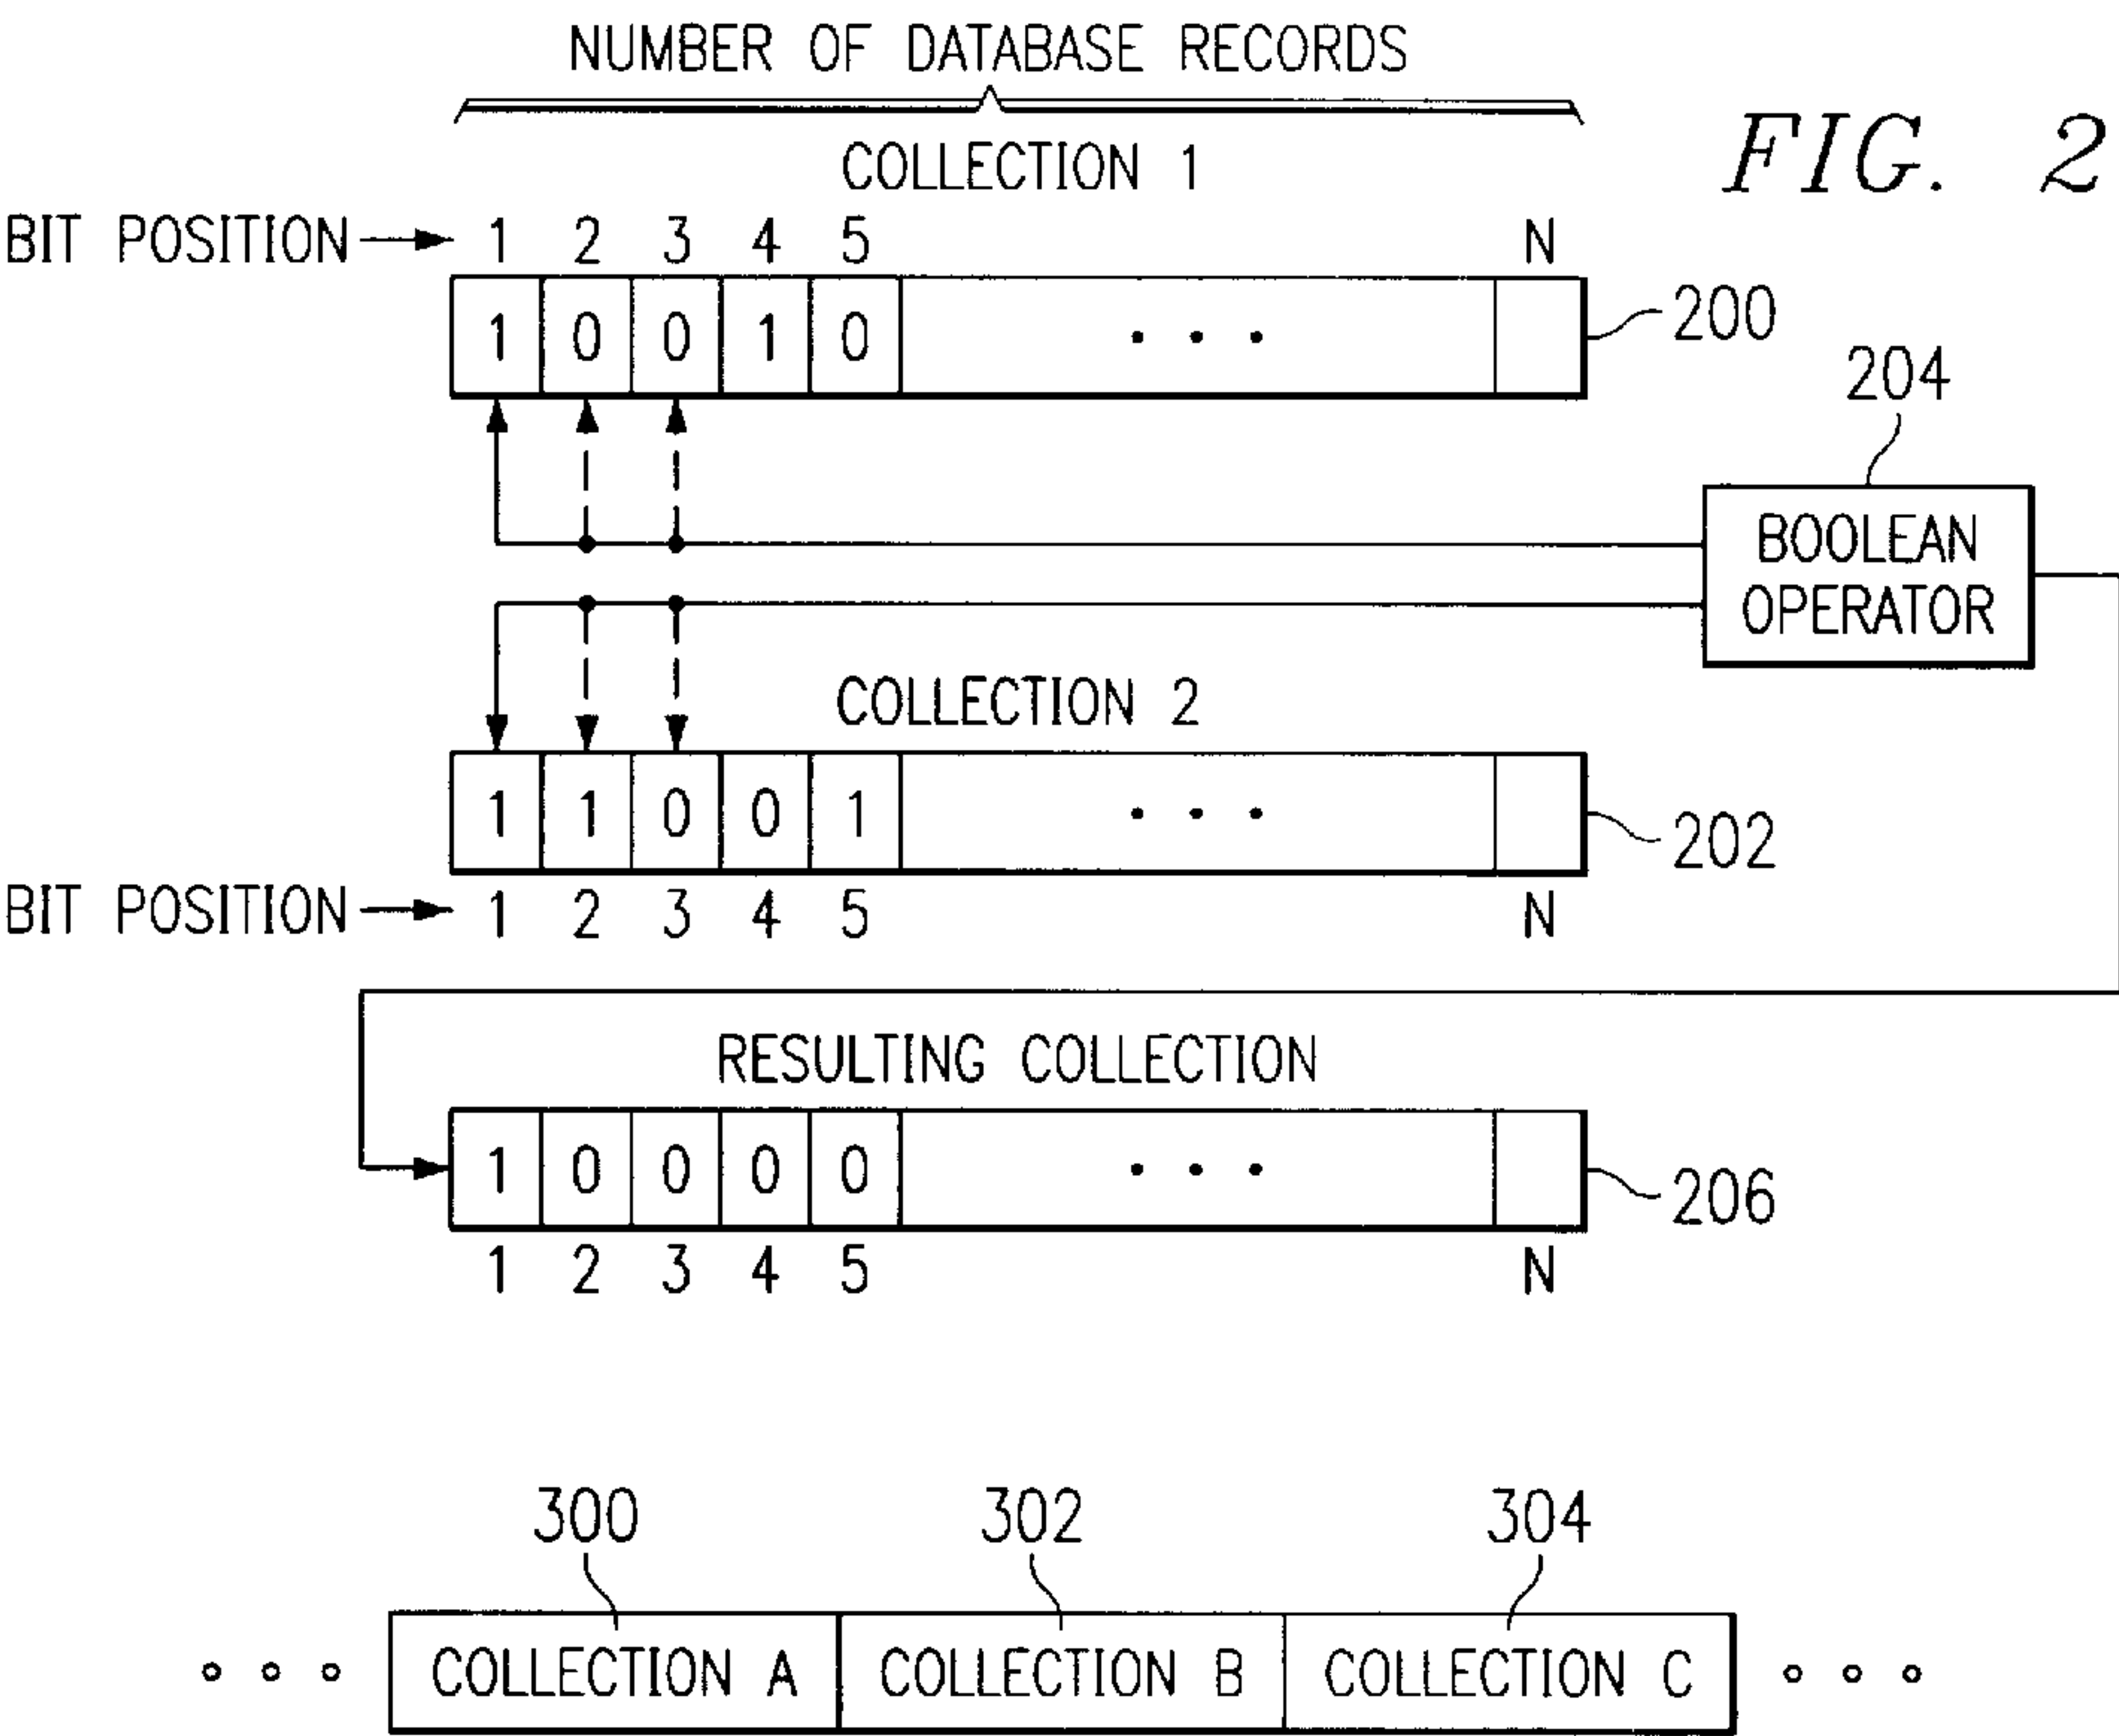 NUMBER OF DATABASE RECORDS
COLLECTION 1
FIG. 2
BIT POSITION 1 2 3 4 5 N
1 0 0 1 0 . . .
200
204
BOOLEAN
OPERATOR
COLLECTION 2
1 1 0 0 1 . . .
202
BIT POSITION 1 2 3 4 5 N
RESULTING COLLECTION
1 0 0 0 0 . . .
206
1 2 3 4 5 N
300 302 304
COLLECTION A COLLECTION B COLLECTION C